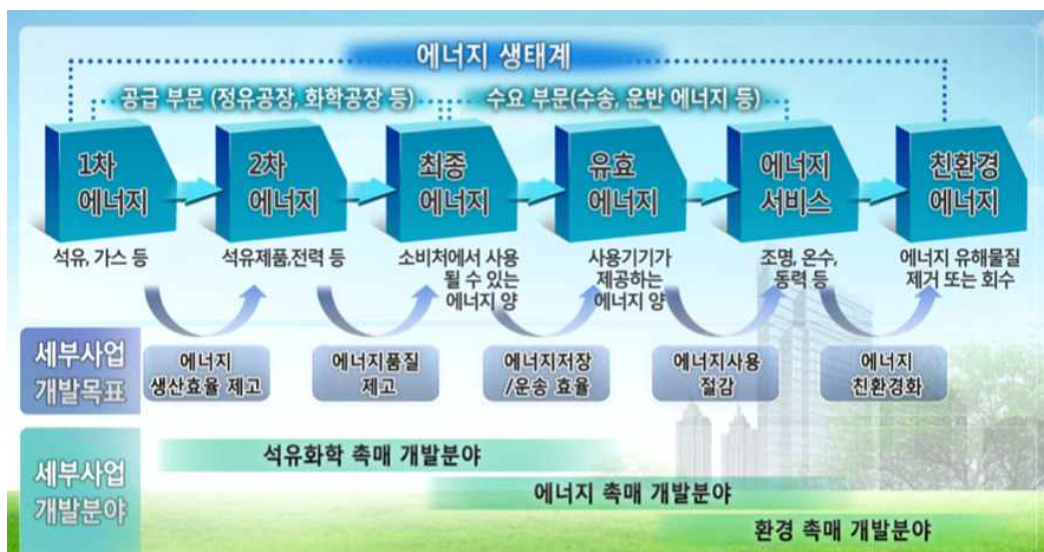 에너지 생태계
공급 부문 (정유공장, 화학공장 등)
수요 부문(수송, 운반 에너지 등)
1차
에너지
2차
에너지
최종
에너지
유효
에너지
에너지
서비스
친환경
에너지
석유, 가스 등
석유제품,전력 등
소비처에서 사용
될 수 있는
에너지 양
사용기기가
제공하는
에너지 양
조명, 온수,
동력 등
에너지 유해물질
제거 또는 회수
세부사업
개발목표
에너지
생산효율 제고
에너지품질
제고
에너지저장
/운송 효율
에너지사용
절감
에너지
친환경화
세부사업
개발분야
석유화학 촉매 개발분야
에너지 촉매 개발분야
환경 촉매 개발분야